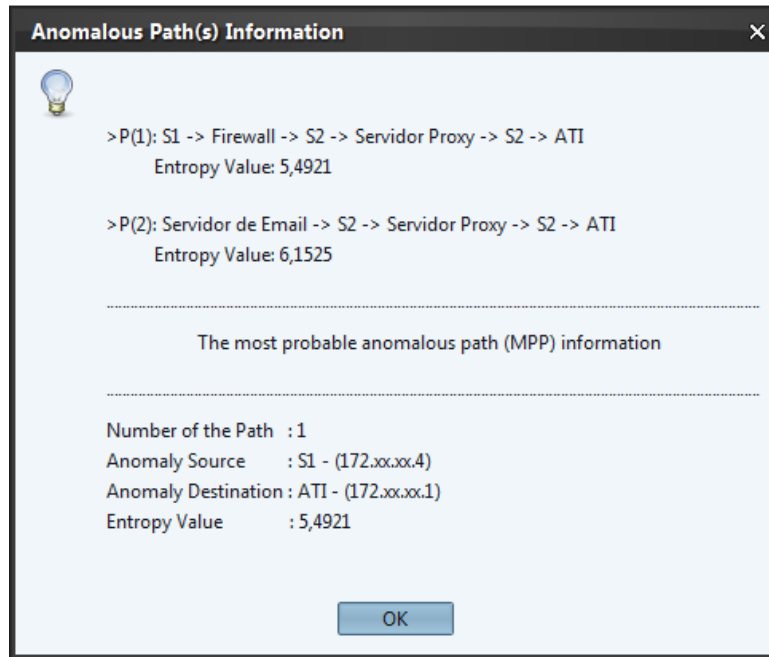 Anomalous Path(s) Information
>P(1): S1 -> Firewall -> S2 -> Servidor Proxy -> S2 -> ATI
Entropy Value: 5,4921
>P(2): Servidor de Email -> S2 -> Servidor Proxy -> S2 -> ATI
Entropy Value: 6,1525
The most probable anomalous path (MPP) information
Number of the Path : 1
Anomaly Source : S1 - (172.xx.xx.4)
Anomaly Destination : ATI - (172.xx.xx.1)
Entropy Value : 5,4921
OK